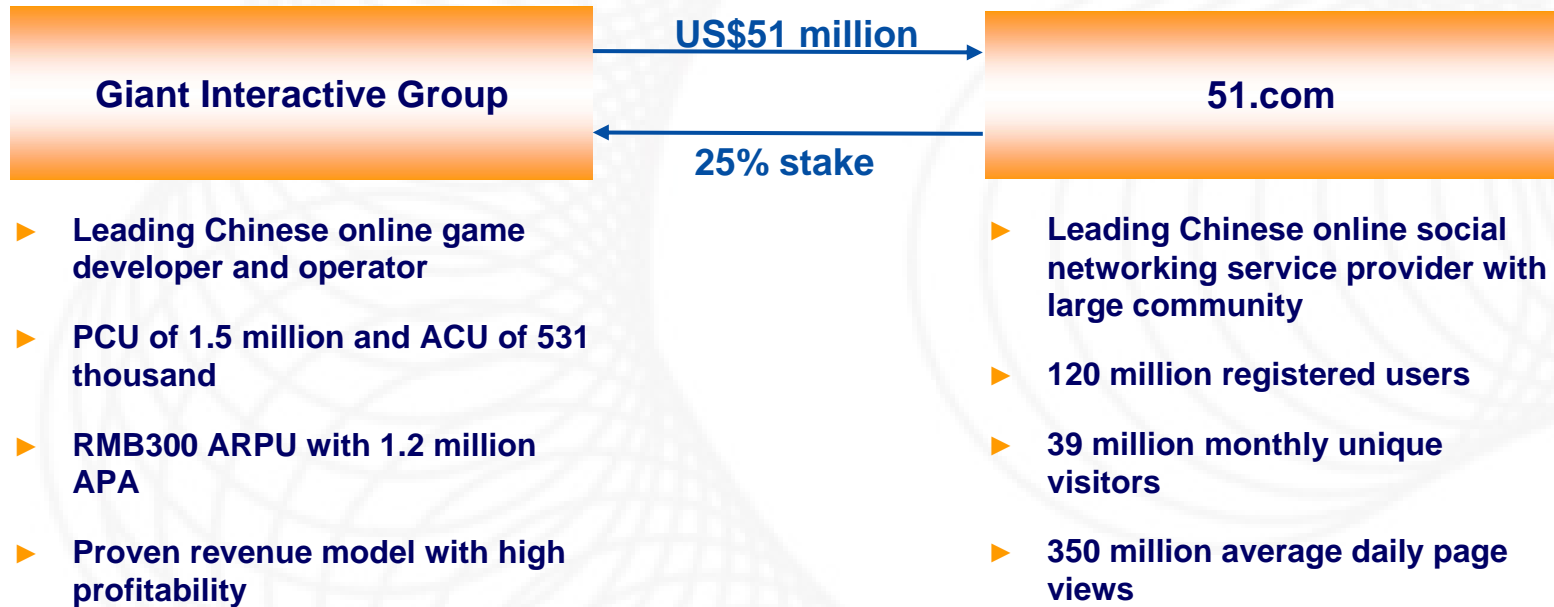 Giant Interactive Group
US$51 million
25% stake
51.com
► Leading Chinese online game
developer and operator
► PCU of 1.5 million and ACU of 531
thousand
► RMB300 ARPU with 1.2 million
APA
► Proven revenue model with high
profitability
► Leading Chinese online social
networking service provider with
large community
► 120 million registered users
► 39 million monthly unique
visitors
► 350 million average daily page
views